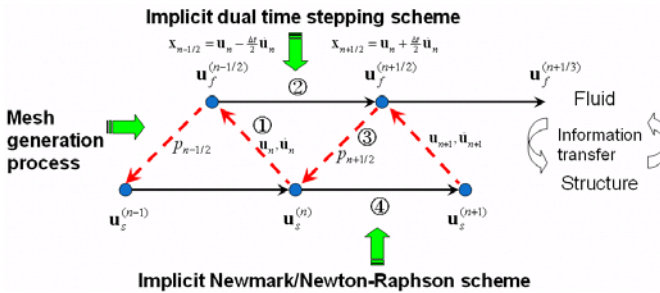 Implicit dual time stepping scheme
x_{n-1/2} = u_n - Δt/2 u̇_n
x_{n+1/2} = u_n + Δt/2 u̇_n
u_f^{(n-1/2)}
u_f^{(n+1/2)}
u_f^{(n+1/3)}
②
Fluid
Mesh
generation
process
①
③
p_{n-1/2}
u_n, u̇_n
p_{n+1/2}
u_{n+1}, u̇_{n+1}
Information
transfer
Structure
u_s^{(n-1)}
u_s^{(n)}
④
u_s^{(n+1)}
Implicit Newmark/Newton-Raphson scheme